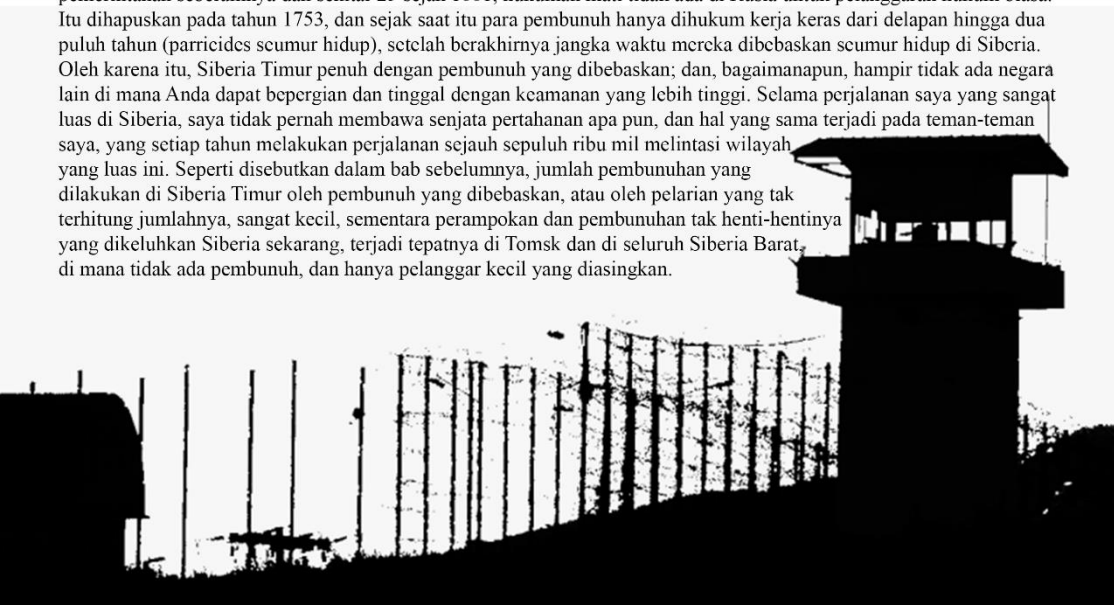 Itu dihapuskan pada tahun 1753, dan sejak saat itu para pembunuh hanya dihukum kerja keras dari delapan hingga dua
puluh tahun (parricides seumur hidup), setelah berakhirnya jangka waktu mereka dibebaskan seumur hidup di Siberia.
Oleh karena itu, Siberia Timur penuh dengan pembunuh yang dibebaskan; dan, bagaimanapun, hampir tidak ada negara
lain di mana Anda dapat bepergian dan tinggal dengan keamanan yang lebih tinggi. Selama perjalanan saya yang sangat
luas di Siberia, saya tidak pernah membawa senjata pertahanan apa pun, dan hal yang sama terjadi pada teman-teman
saya, yang setiap tahun melakukan perjalanan sejauh sepuluh ribu mil melintasi wilayah
yang luas ini. Seperti disebutkan dalam bab sebelumnya, jumlah pembunuhan yang
dilakukan di Siberia Timur oleh pembunuh yang dibebaskan, atau oleh pelarian yang tak
terhitung jumlahnya, sangat kecil, sementara perampokan dan pembunuhan tak henti-hentinya
yang dikeluhkan Siberia sekarang, terjadi tepatnya di Tomsk dan di seluruh Siberia Barat,
di mana tidak ada pembunuh, dan hanya pelanggar kecil yang diasingkan.